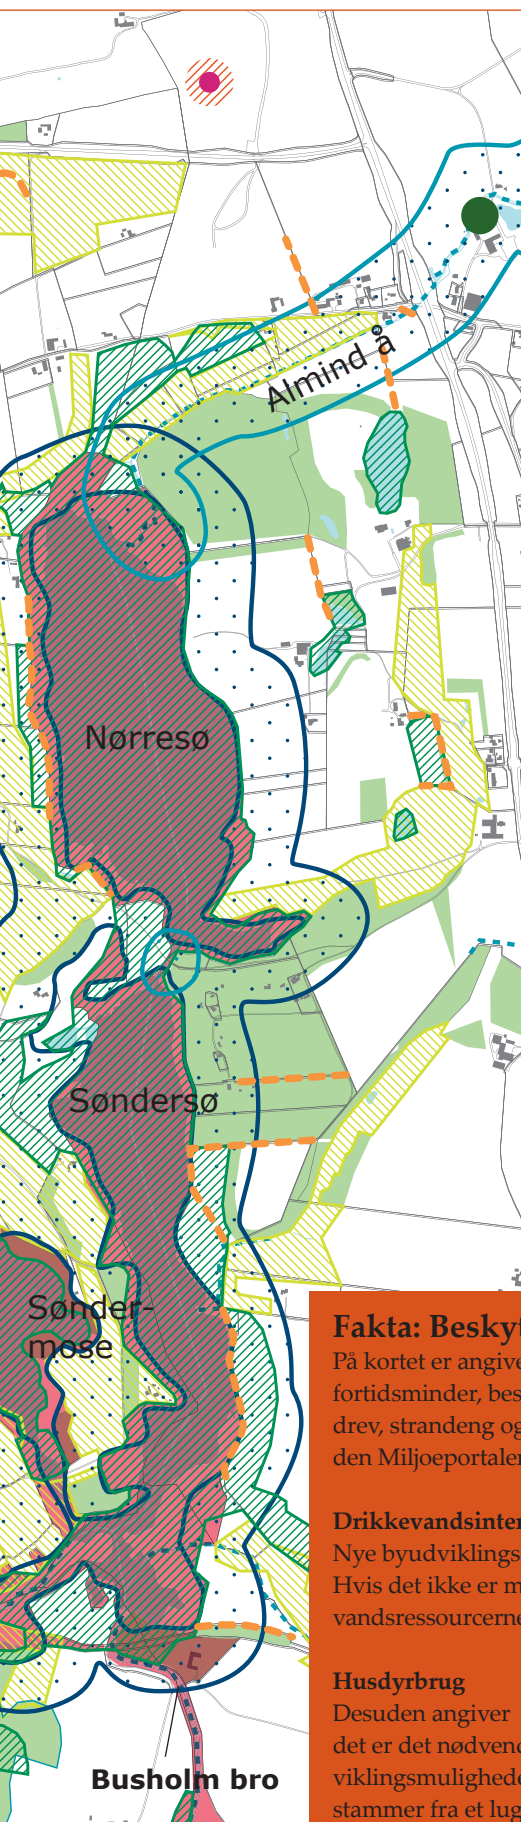 Almind å
Nørresø
Søndersø
Sønder-
mose
Busholm bro
Fakta: Beskyt
På kortet er angive
fortidsminder, bes
drev, strandeng og
den Miljoeportalen
Drikkevandsinter
Nye byudviklings
Hvis det ikke er m
vandsressourcerne
Husdyrbrug
Desuden angiver
det er det nødvend
viklingsmulighede
stammer fra et lug